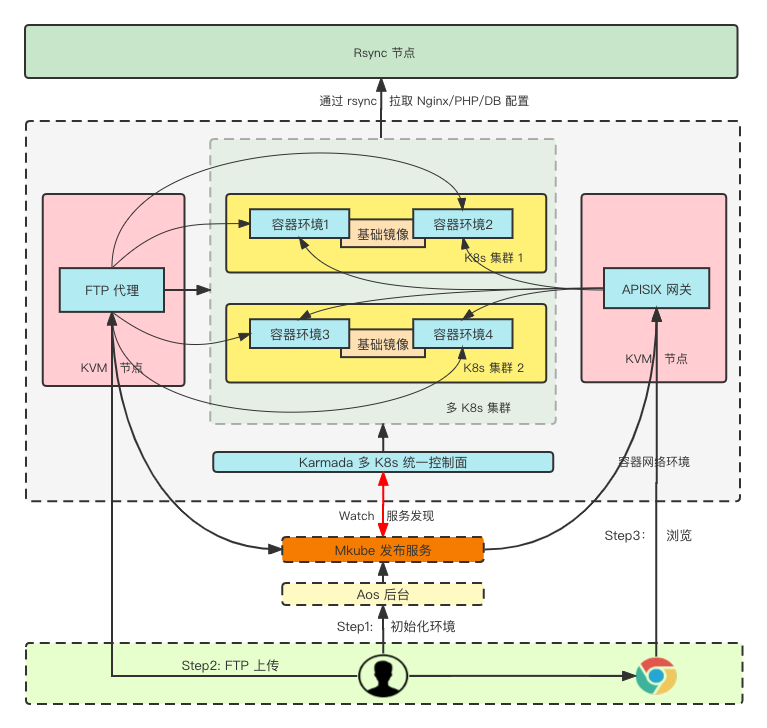 Rsync 节点
通过 rsync 拉取 Nginx/PHP/DB 配置
容器环境1
容器环境2
基础镜像
K8s 集群 1
FTP 代理
APISIX 网关
容器环境3
容器环境4
基础镜像
K8s 集群 2
KVM 节点
KVM 节点
多 K8s 集群
Karmada 多 K8s 统一控制面
容器网络环境
Watch 服务发现
Step3: 浏览
Mkube 发布服务
Aos 后台
Step1: 初始化环境
Step2: FTP 上传